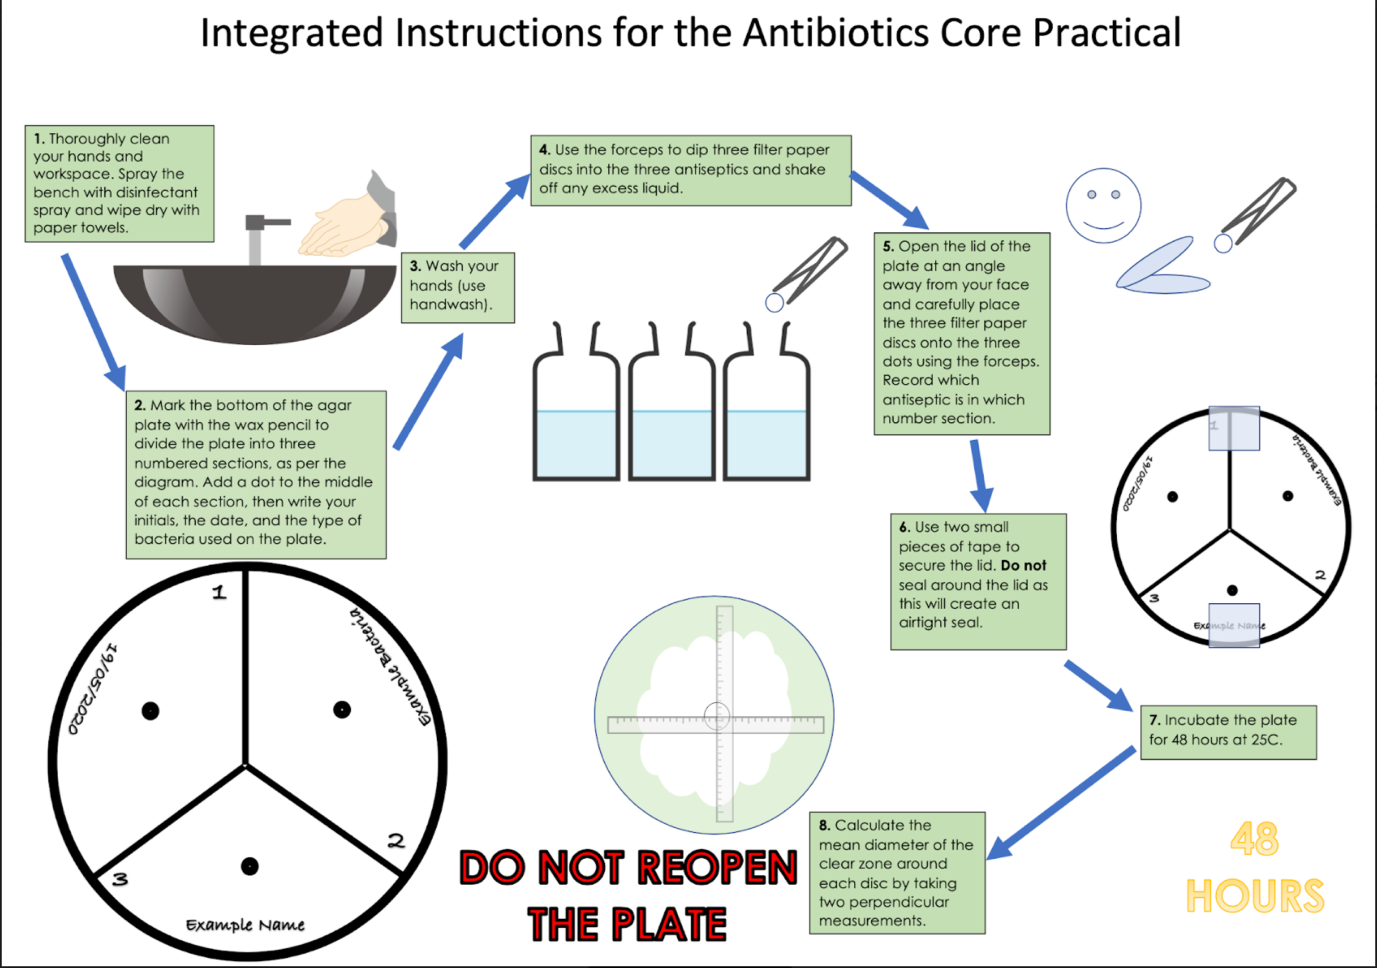 Integrated Instructions for the Antibiotics Core Practical
1. Thoroughly clean
your hands and
workspace. Spray the
bench with disinfectant
spray and wipe dry with
paper towels.
2. Mark the bottom of the agar
plate with the wax pencil to
divide the plate into three
numbered sections, as per the
diagram. Add a dot to the middle
of each section, then write your
initials, the date, and the type of
bacteria used on the plate.
3. Wash your
hands (use
handwash).
4. Use the forceps to dip three filter paper
discs into the three antiseptics and shake
off any excess liquid.
5. Open the lid of the
plate at an angle
away from your face
and carefully place
the three filter paper
discs onto the three
dots using the forceps.
Record which
antiseptic is in which
number section.
6. Use two small
pieces of tape to
secure the lid. Do not
seal around the lid as
this will create an
airtight seal.
7. Incubate the plate
for 48 hours at 25C.
8. Calculate the
mean diameter of the
clear zone around
each disc by taking
two perpendicular
measurements.
1
19/05/2020
Example Bacteria
2
3
Example Name
1
19/05/2020
Example Bacteria
2
3
Example Name
DO NOT REOPEN
THE PLATE
48
HOURS